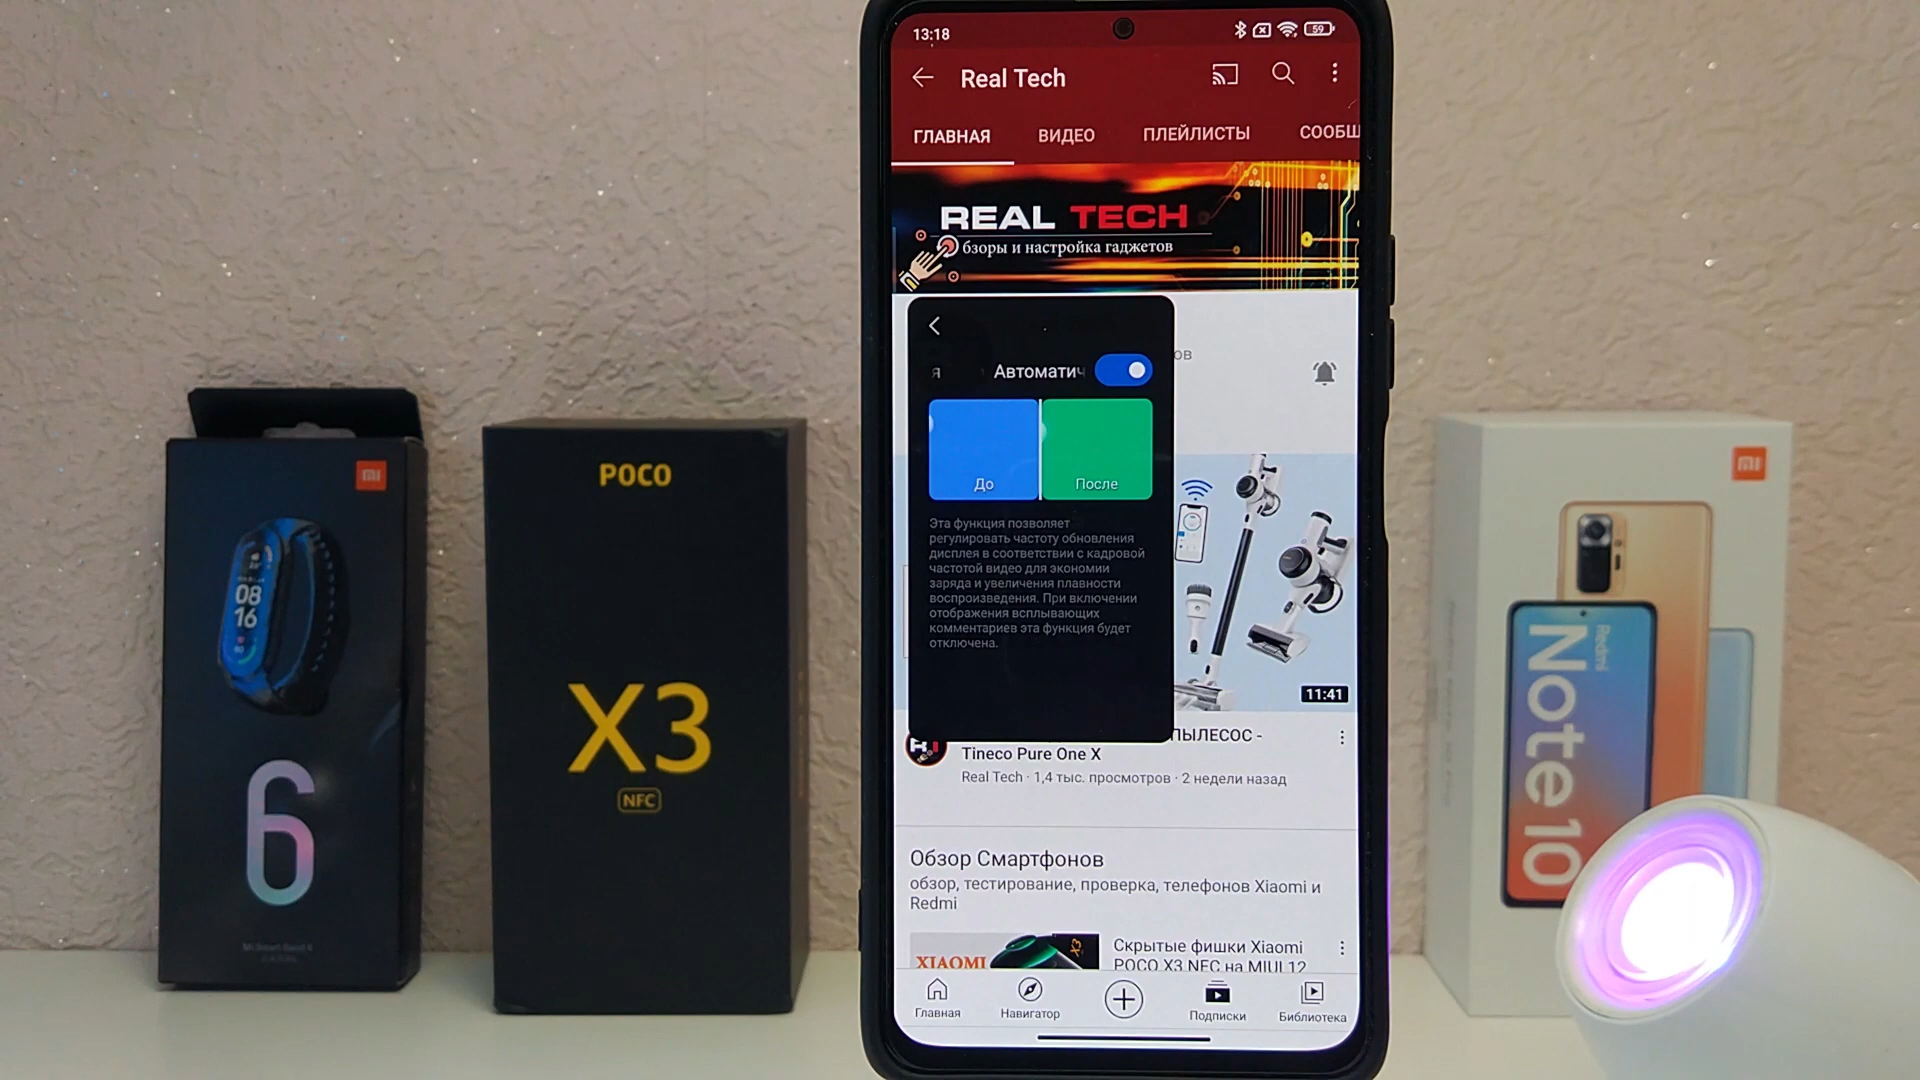 13:18
59
Real Tech
ГЛАВНАЯ
ВИДЕО
ПЛЕЙЛИСТЫ
СООБЩ
REAL TECH
бзоры и настройка гаджетов
ов
я
Автоматич
До
После
Эта функция позволяет
регулировать частоту обновления
дисплея в соответствии с кадровой
частотой видео для экономии
заряда и увеличения плавности
воспроизведения. При включении
отображения всплывающих
комментариев эта функция будет
отключена.
11:41
ПЫЛЕСОС -
Tineco Pure One X
Real Tech · 1,4 тыс. просмотров · 2 недели назад
Обзор Смартфонов
обзор, тестирование, проверка, телефонов Xiaomi и
Redmi
XIAOMI
X3
Скрытые фишки Xiaomi
POCO X3 NFC на MIUI 12
Главная
Навигатор
Подписки
Библиотека
mi
08
16
6
POCO
X3
NFC
mi
Redmi
Note 10